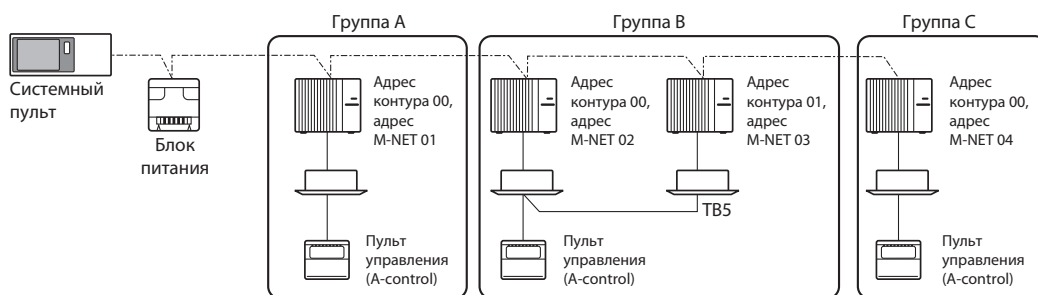 Группа A
Группа B
Группа C
Системный
пульт
Блок
питания
Адрес
контура 00,
адрес
M-NET 01
Адрес
контура 00,
адрес
M-NET 02
Адрес
контура 01,
адрес
M-NET 03
Адрес
контура 00,
адрес
M-NET 04
TB5
Пульт
управления
(A-control)
Пульт
управления
(A-control)
Пульт
управления
(A-control)